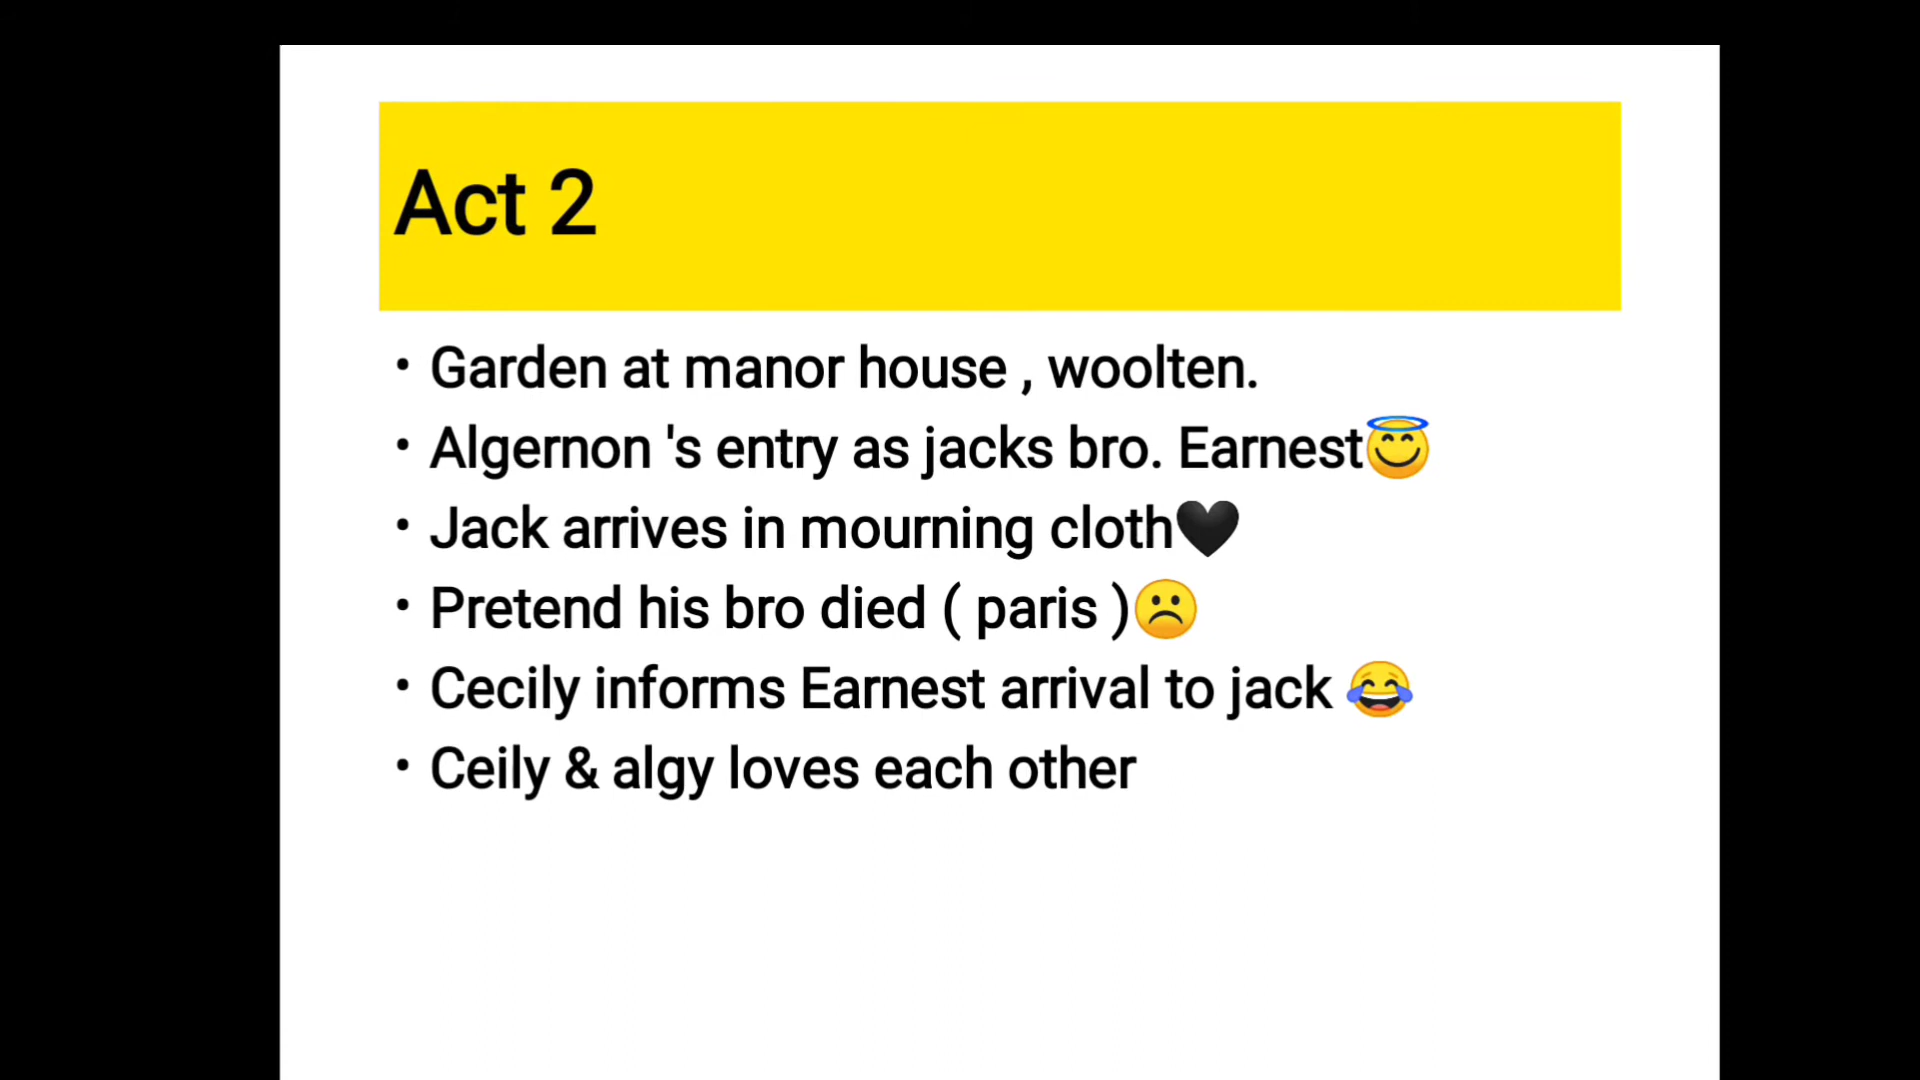 Act 2
• Garden at manor house , woolten.
• Algernon 's entry as jacks bro. Earnest😇
• Jack arrives in mourning cloth🖤
• Pretend his bro died ( paris )☹️
• Cecily informs Earnest arrival to jack 😂
• Ceily & algy loves each other